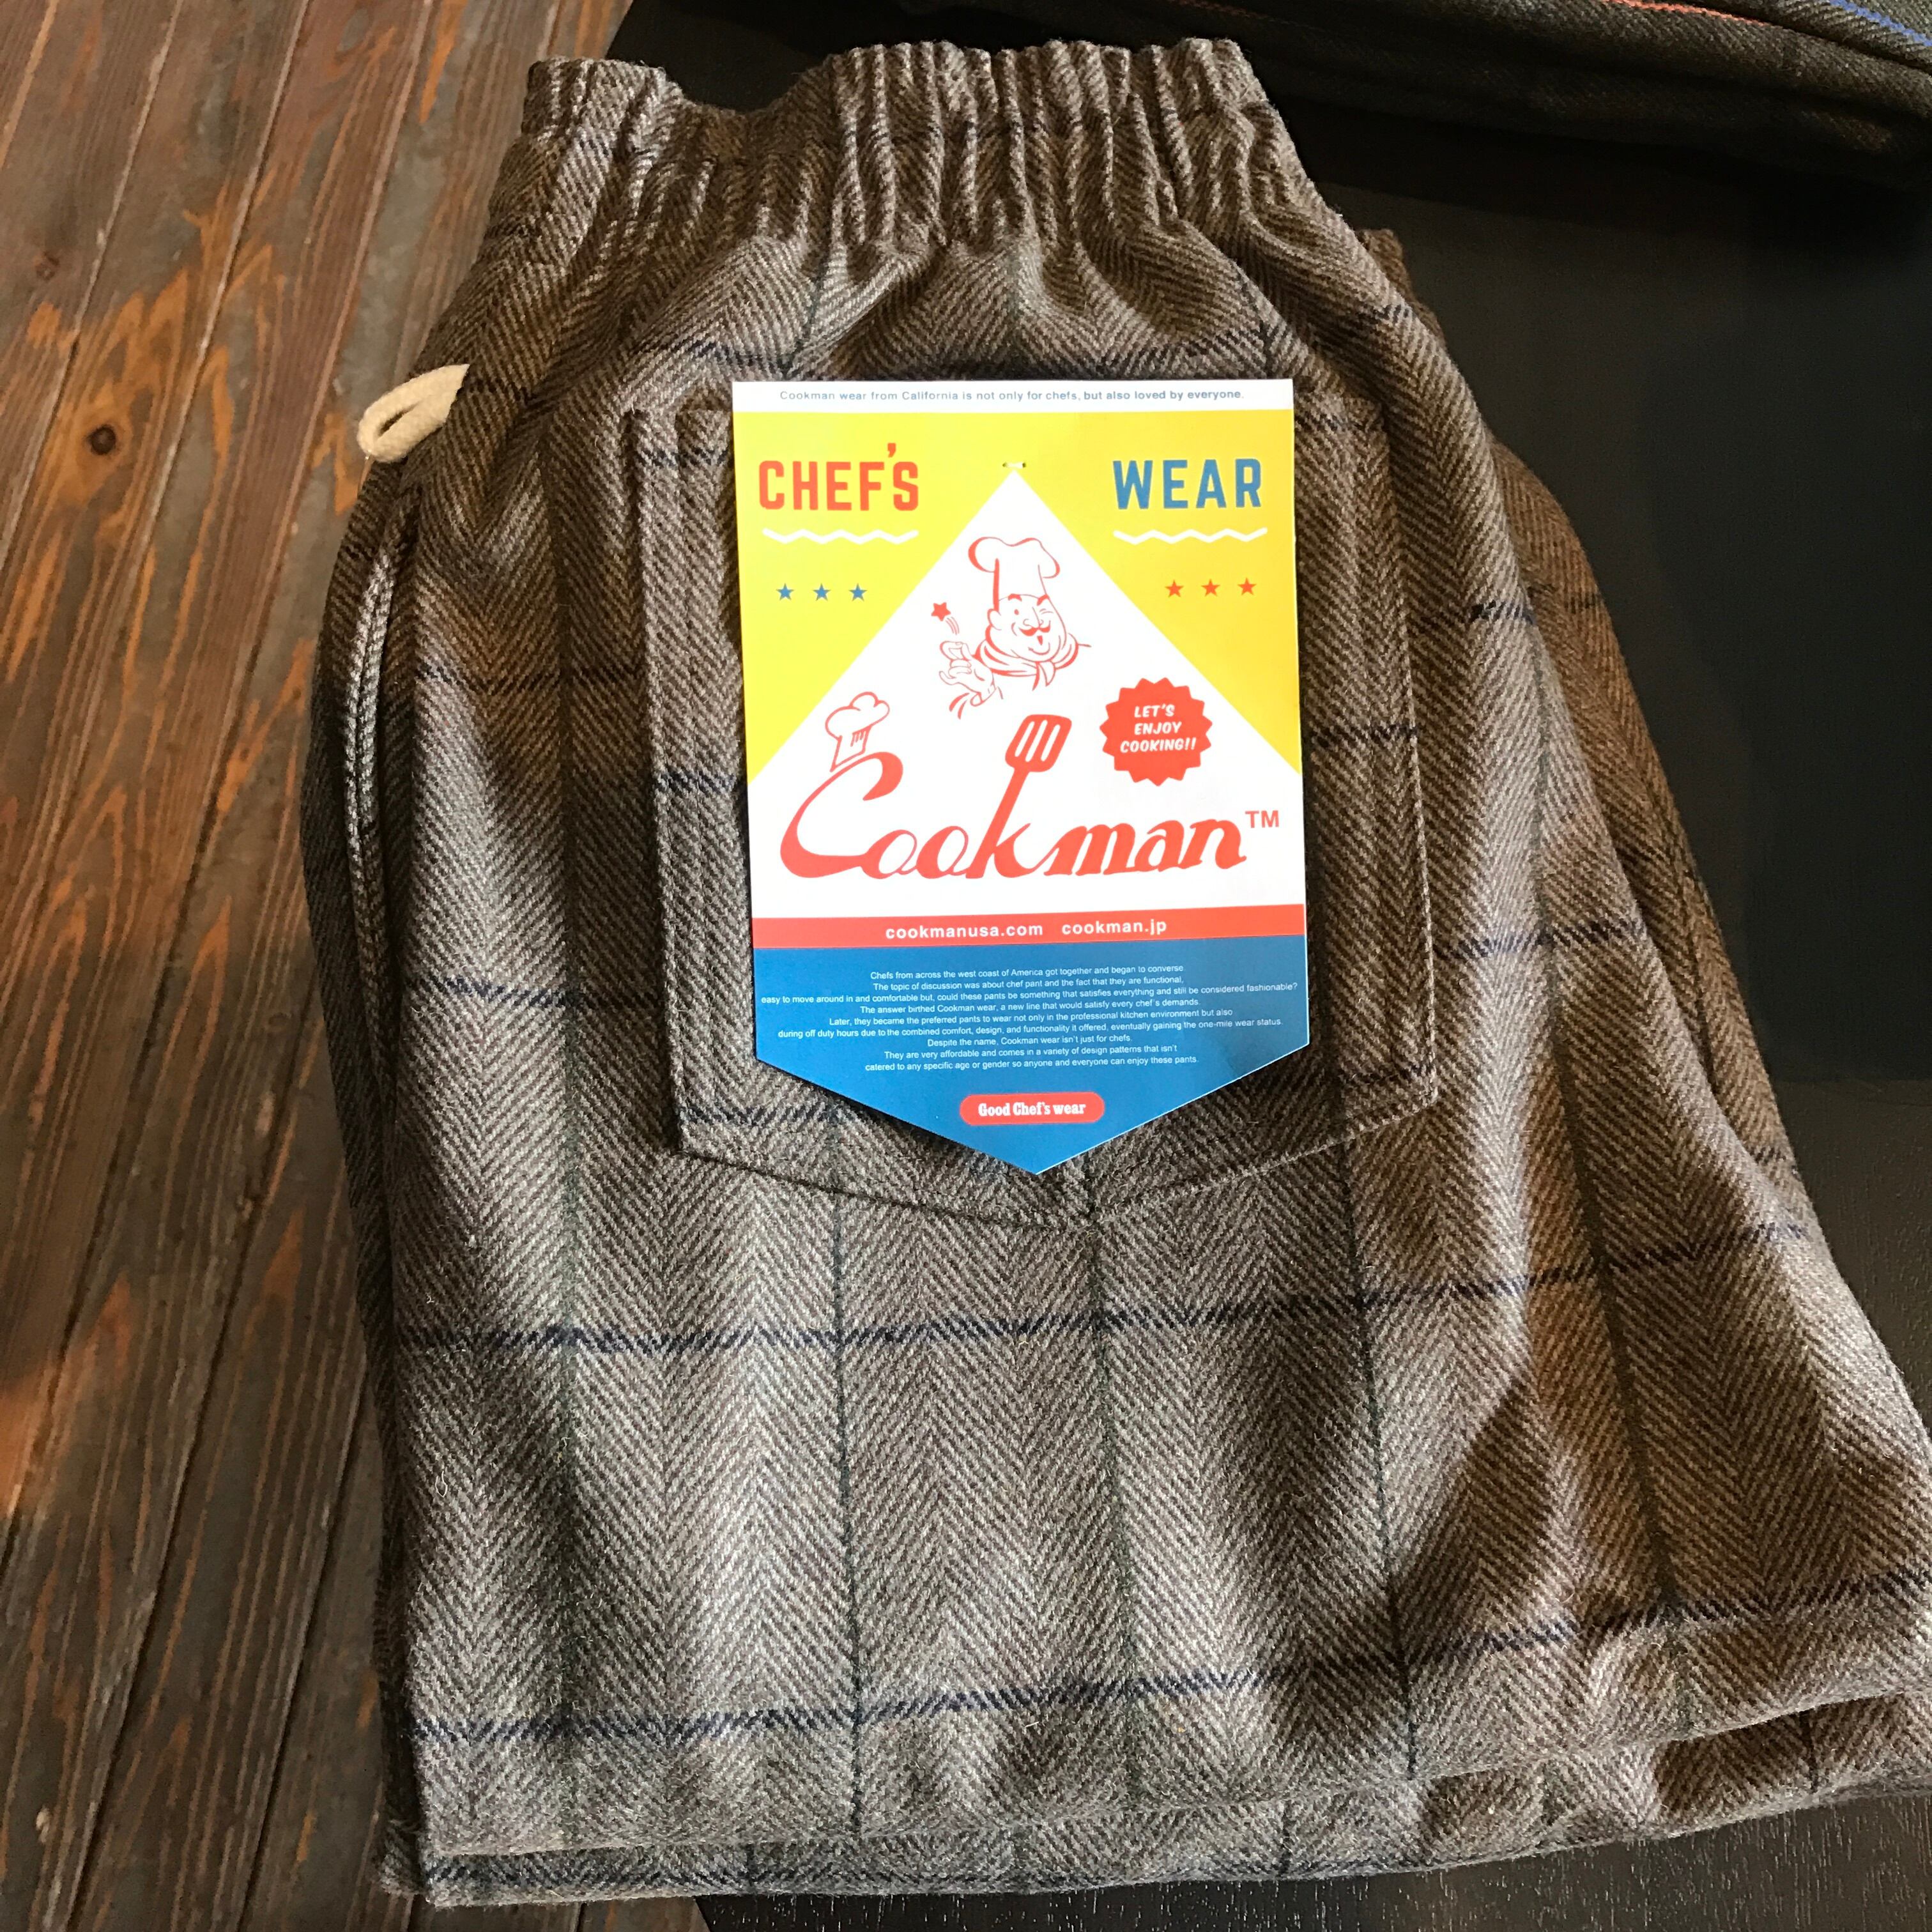 Cookman wear from California is not only for chefs, but also loved by everyone.
CHEF'S WEAR
LET'S
ENJOY
COOKING!!
Cookman™
cookmanusa.com cookman.jp
Chefs from across the west coast of America got together and began to converse.
The topic of discussion was about chef pant and the fact that they are functional,
easy to move around in and comfortable but, could these pants be something that satisfies everything and still be considered fashionable?
The answer birthed Cookman wear, a new line that would satisfy every chef's demands.
Later, they became the preferred pants to wear not only in the professional kitchen environment but also
during off duty hours due to the combined comfort, design, and functionality it offered, eventually gaining the one-mile wear status.
Despite the name, Cookman wear isn't just for chefs.
They are very affordable and comes in a variety of design patterns that isn't
catered to any specific age or gender so anyone and everyone can enjoy these pants.
Good Chef's wear